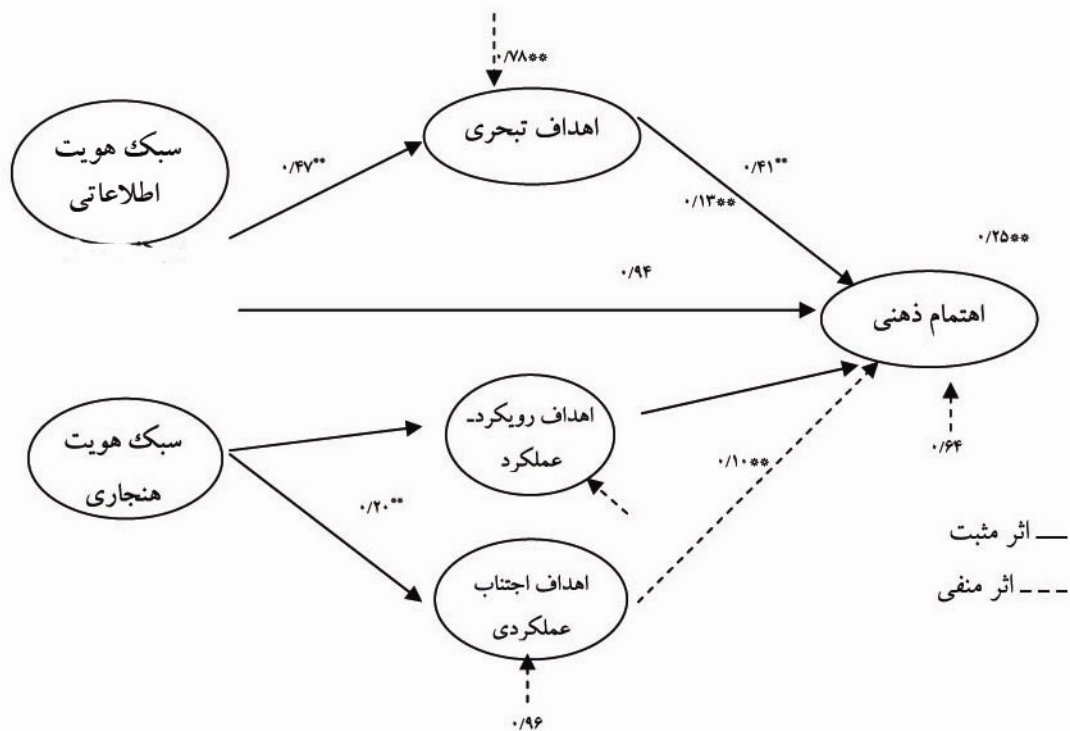 ۰/۷۸**
اهداف تبحری
سبک هویت
اطلاعاتی
۰/۴۷**
۰/۴۱**
۰/۱۳**
۰/۲۵**
۰/۹۴
اهتمام ذهنی
اهداف رویکرد-
عملکرد
سبک هویت
هنجاری
۰/۱۰**
۰/۶۴
۰/۲۰**
اهداف اجتناب
عملکردی
اثر مثبت
اثر منفی
۰/۹۶